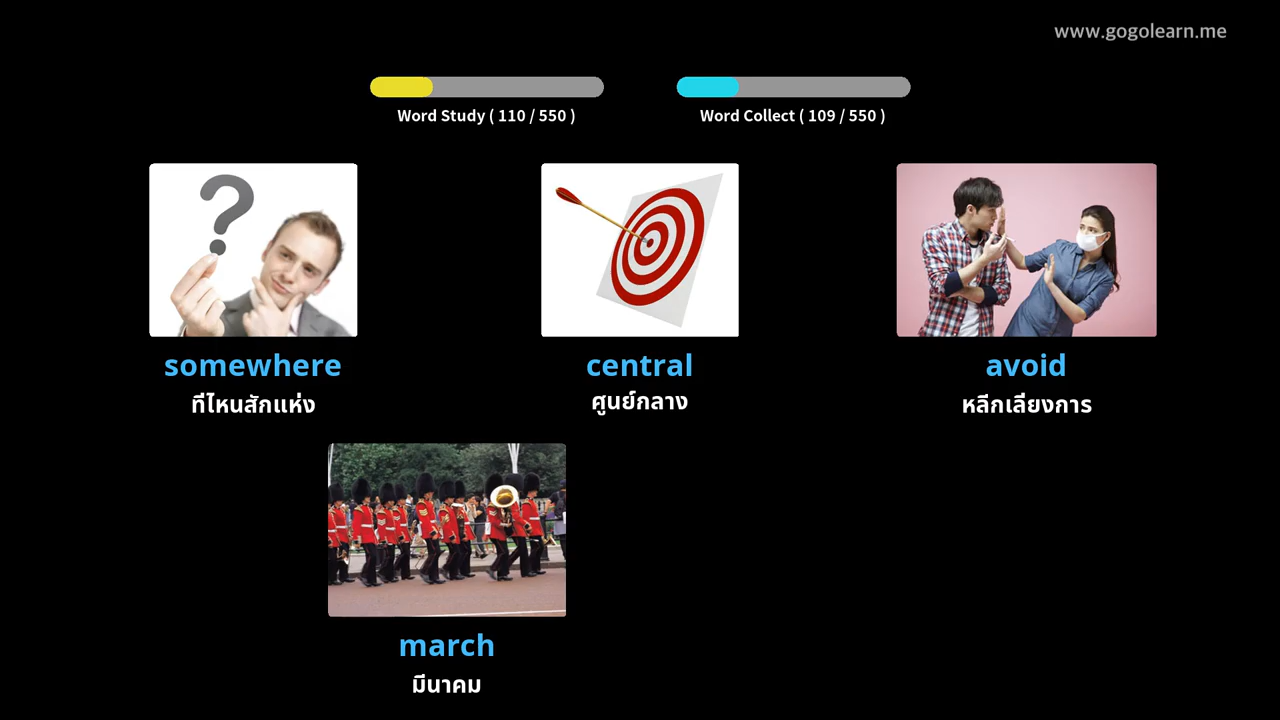 www.gogolearn.me
Word Study ( 110 / 550 )
Word Collect ( 109 / 550 )
somewhere
ที่ไหนสักแห่ง
central
ศูนย์กลาง
avoid
หลีกเลี่ยงการ
march
มีนาคม